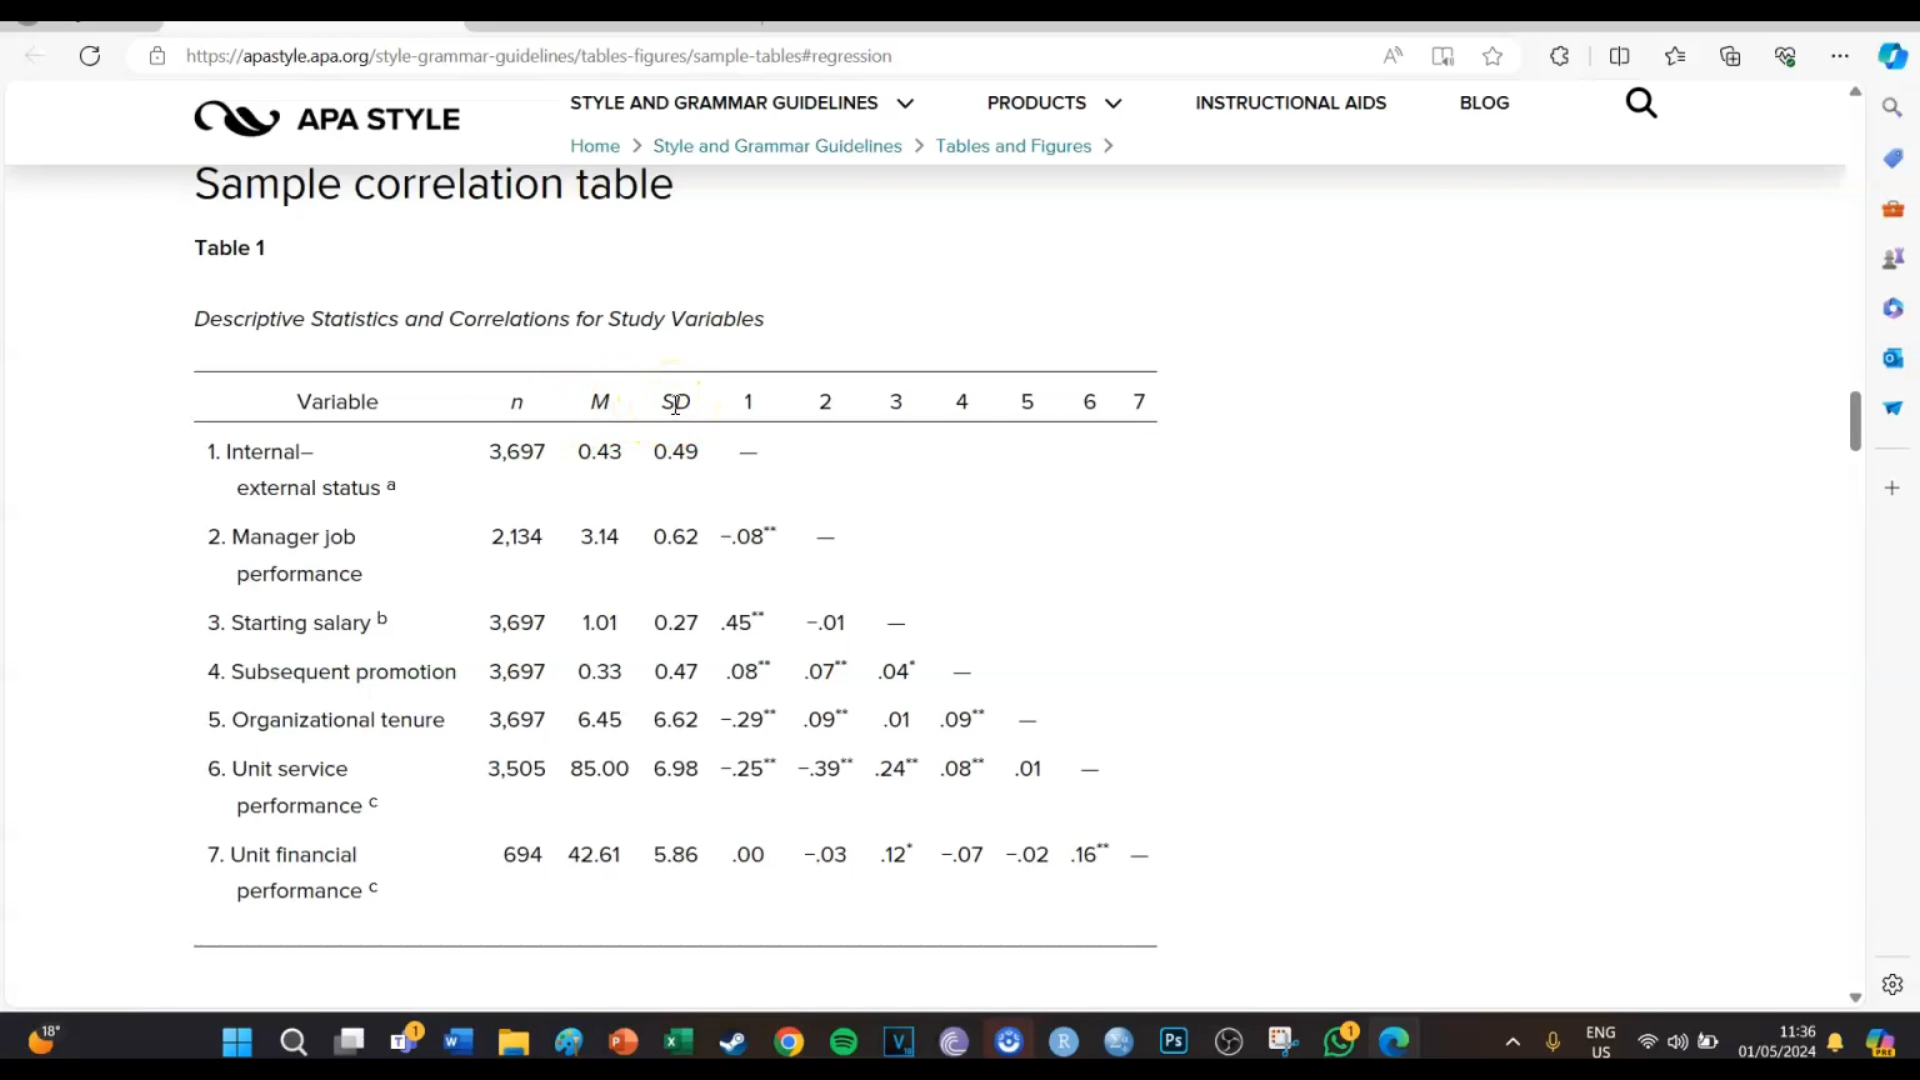 https://apastyle.apa.org/style-grammar-guidelines/tables-figures/sample-tables#regression
APA STYLE
STYLE AND GRAMMAR GUIDELINES PRODUCTS INSTRUCTIONAL AIDS BLOG
Home > Style and Grammar Guidelines > Tables and Figures >
Sample correlation table
Table 1
Descriptive Statistics and Correlations for Study Variables
Variable n M SD 1 2 3 4 5 6 7
1. Internal– 3,697 0.43 0.49 —
external status a
2. Manager job 2,134 3.14 0.62 −.08** —
performance
3. Starting salary b 3,697 1.01 0.27 .45** −.01 —
4. Subsequent promotion 3,697 0.33 0.47 .08** .07** .04* —
5. Organizational tenure 3,697 6.45 6.62 −.29** .09** .01 .09** —
6. Unit service 3,505 85.00 6.98 −.25** −.39** .24** .08** .01 —
performance c
7. Unit financial 694 42.61 5.86 .00 −.03 .12* −.07 −.02 .16** —
performance c
18° 1 1 ENG 11:36
US 01/05/2024